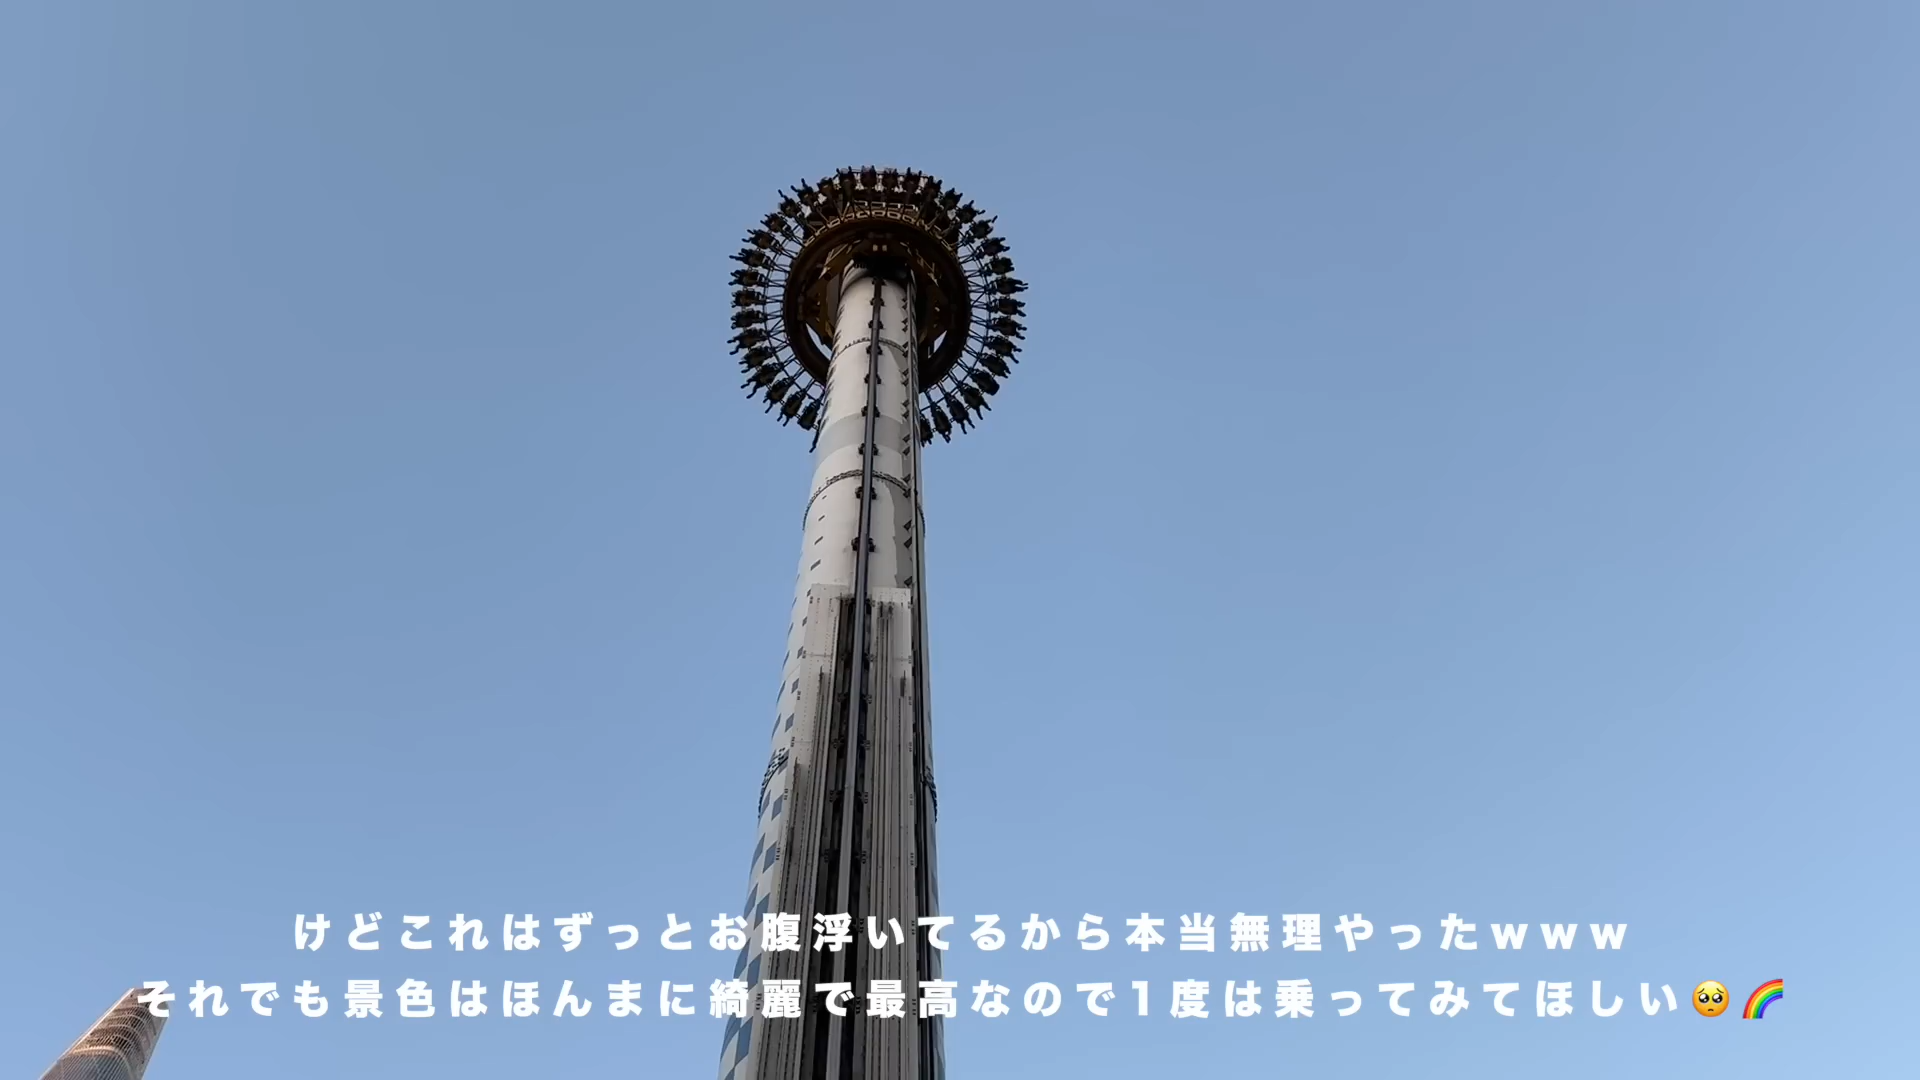 けどこれはずっとお腹浮いてるから本当無理やったwww
それでも景色はほんまに綺麗で最高なので1度は乗ってみてほしい🥺🌈